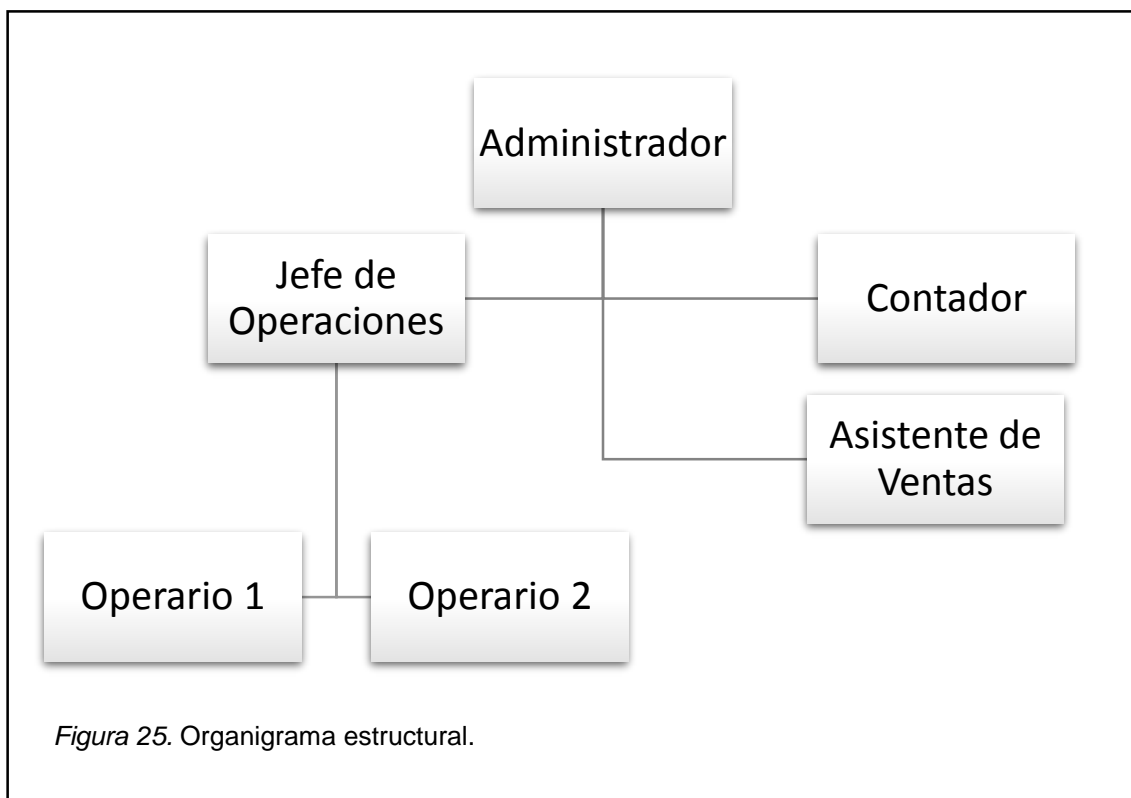 Administrador
Jefe de
Operaciones
Contador
Asistente de
Ventas
Operario 1
Operario 2
Figura 25. Organigrama estructural.